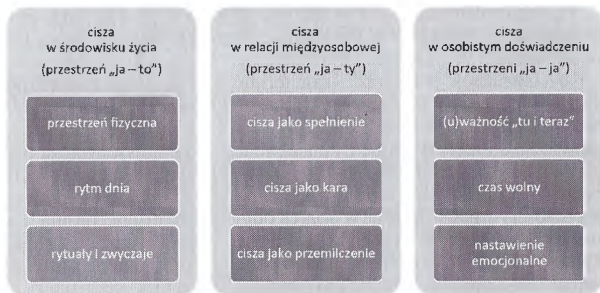 cisza
w środowisku życia
(przestrzeń „ja – to”)
przestrzeń fizyczna
rytm dnia
rytuały i zwyczaje
cisza
w relacji międzyosobowej
(przestrzeń „ja – ty”)
cisza jako spełnienie
cisza jako kara
cisza jako przemilczenie
cisza
w osobistym doświadczeniu
(przestrzeni „ja – ja”)
(u)ważność „tu i teraz”
czas wolny
nastawienie
emocjonalne